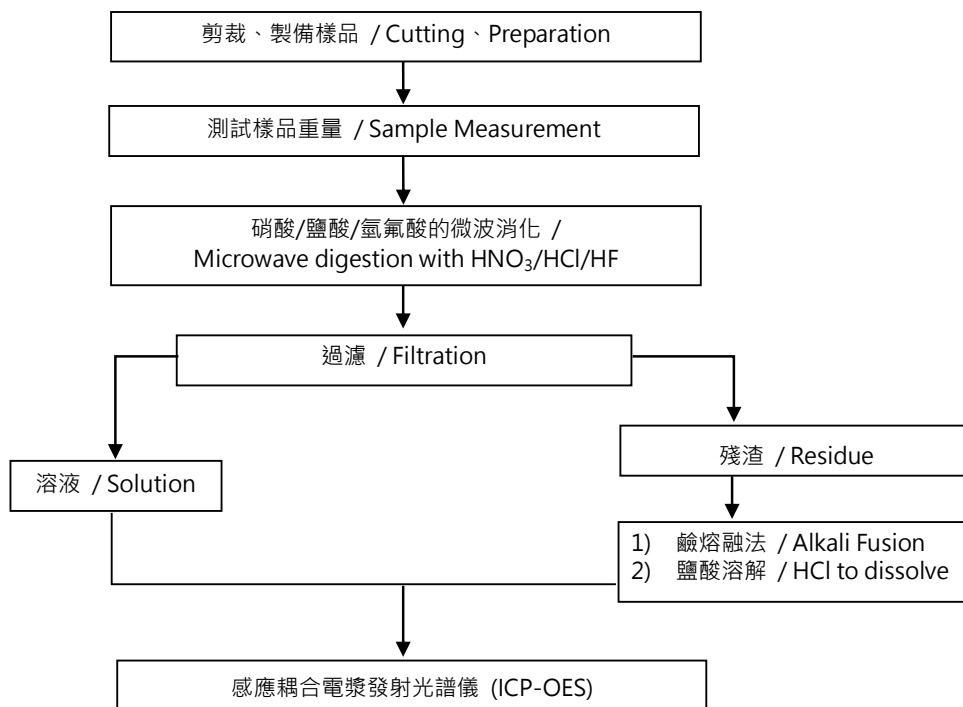 剪裁、製備樣品 / Cutting、Preparation
測試樣品重量 / Sample Measurement
硝酸/鹽酸/氫氟酸的微波消化 /
Microwave digestion with HNO₃/HCl/HF
過濾 / Filtration
溶液 / Solution
殘渣 / Residue
1) 鹼熔融法 / Alkali Fusion
2) 鹽酸溶解 / HCl to dissolve
感應耦合電漿發射光譜儀 (ICP-OES)